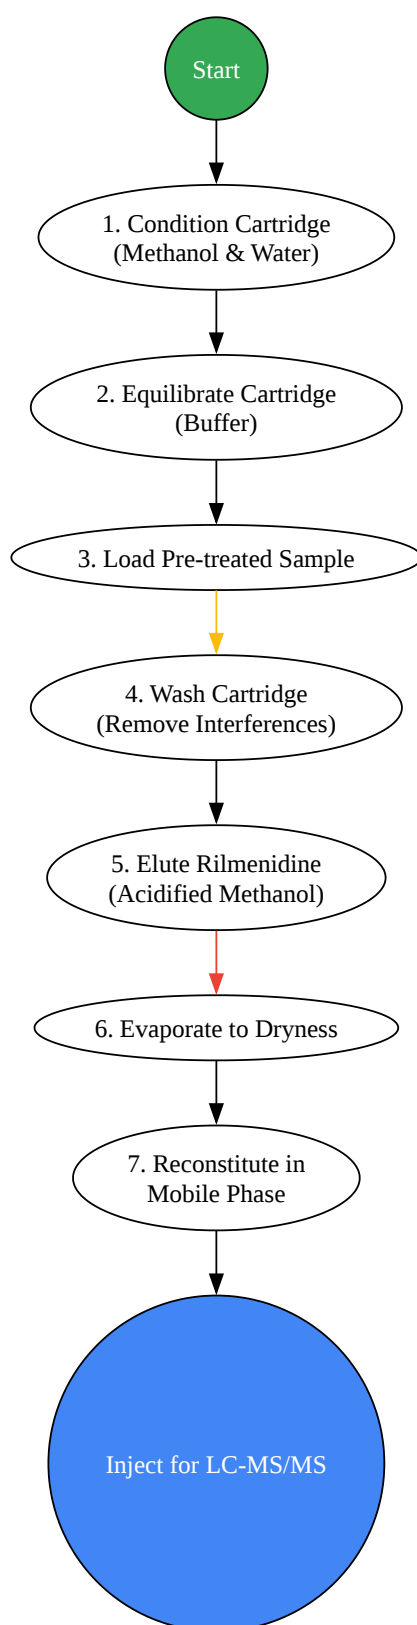 Start
1. Condition Cartridge
(Methanol & Water)
2. Equilibrate Cartridge
(Buffer)
3. Load Pre-treated Sample
4. Wash Cartridge
(Remove Interferences)
5. Elute Rilmenidine
(Acidified Methanol)
6. Evaporate to Dryness
7. Reconstitute in
Mobile Phase
Inject for LC-MS/MS